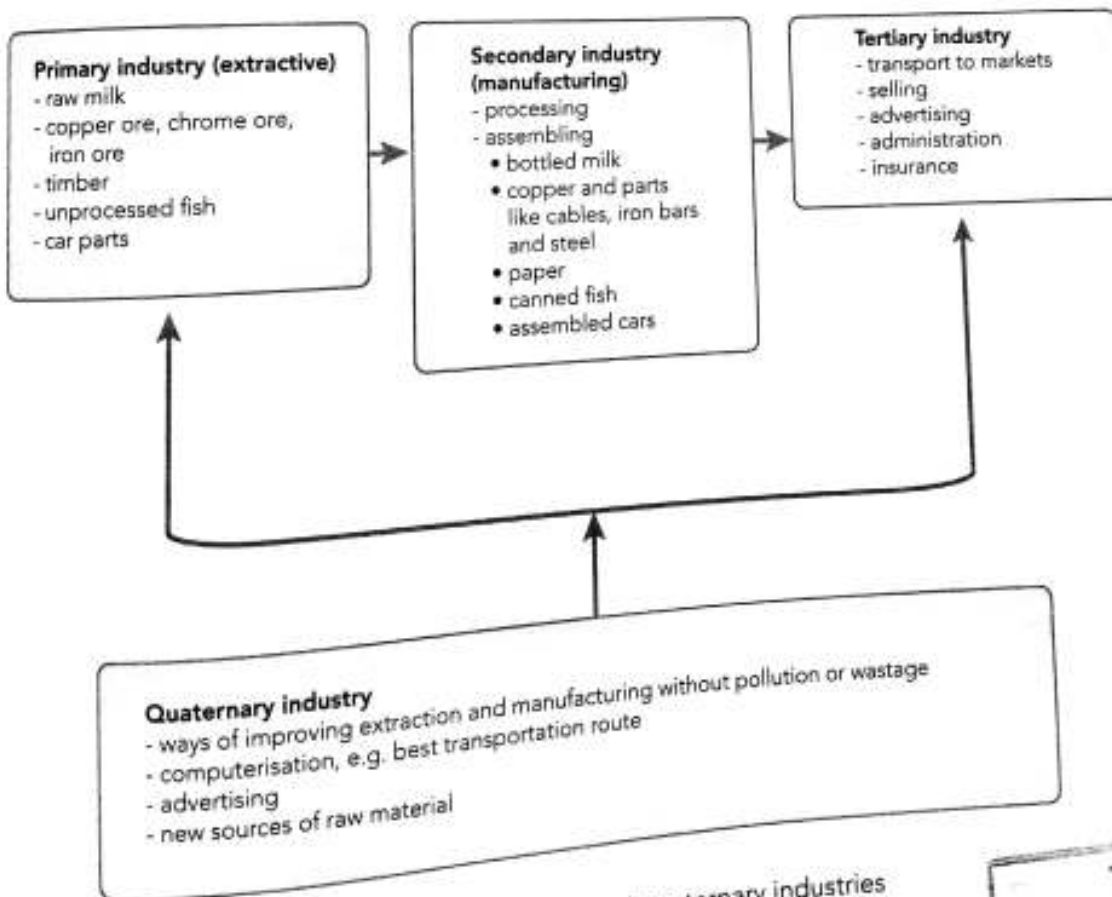 Primary industry (extractive)
- raw milk
- copper ore, chrome ore,
iron ore
- timber
- unprocessed fish
- car parts
Secondary industry
(manufacturing)
- processing
- assembling
• bottled milk
• copper and parts
like cables, iron bars
and steel
• paper
• canned fish
• assembled cars
Tertiary industry
- transport to markets
- selling
- advertising
- administration
- insurance
Quaternary industry
- ways of improving extraction and manufacturing without pollution or wastage
- computerisation, e.g. best transportation route
- advertising
- new sources of raw material
industries